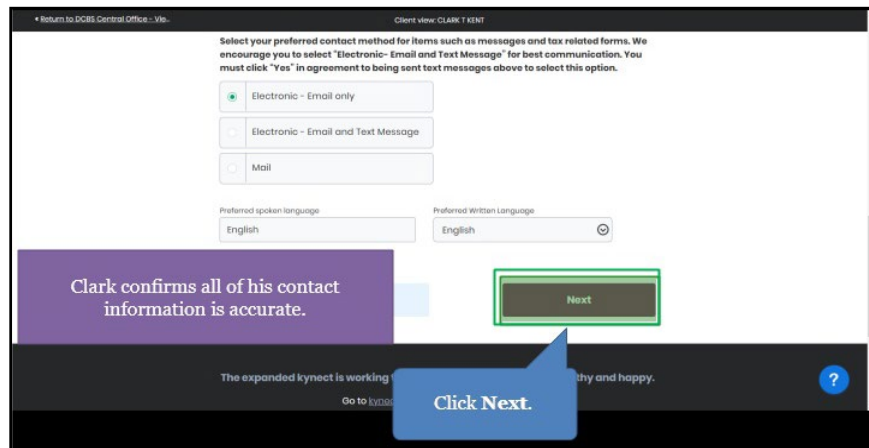 ◂ Return to DCBS Central Office - Vie..
Client view: CLARK T KENT
Select your preferred contact method for items such as messages and tax related forms. We
encourage you to select "Electronic- Email and Text Message" for best communication. You
must click "Yes" in agreement to being sent text messages above to select this option.
Electronic - Email only
Electronic - Email and Text Message
Mail
Preferred spoken language
Preferred Written Language
English
English
Clark confirms all of his contact
information is accurate.
Next
The expanded kynect is working
thy and happy.
Go to
Click Next.
?